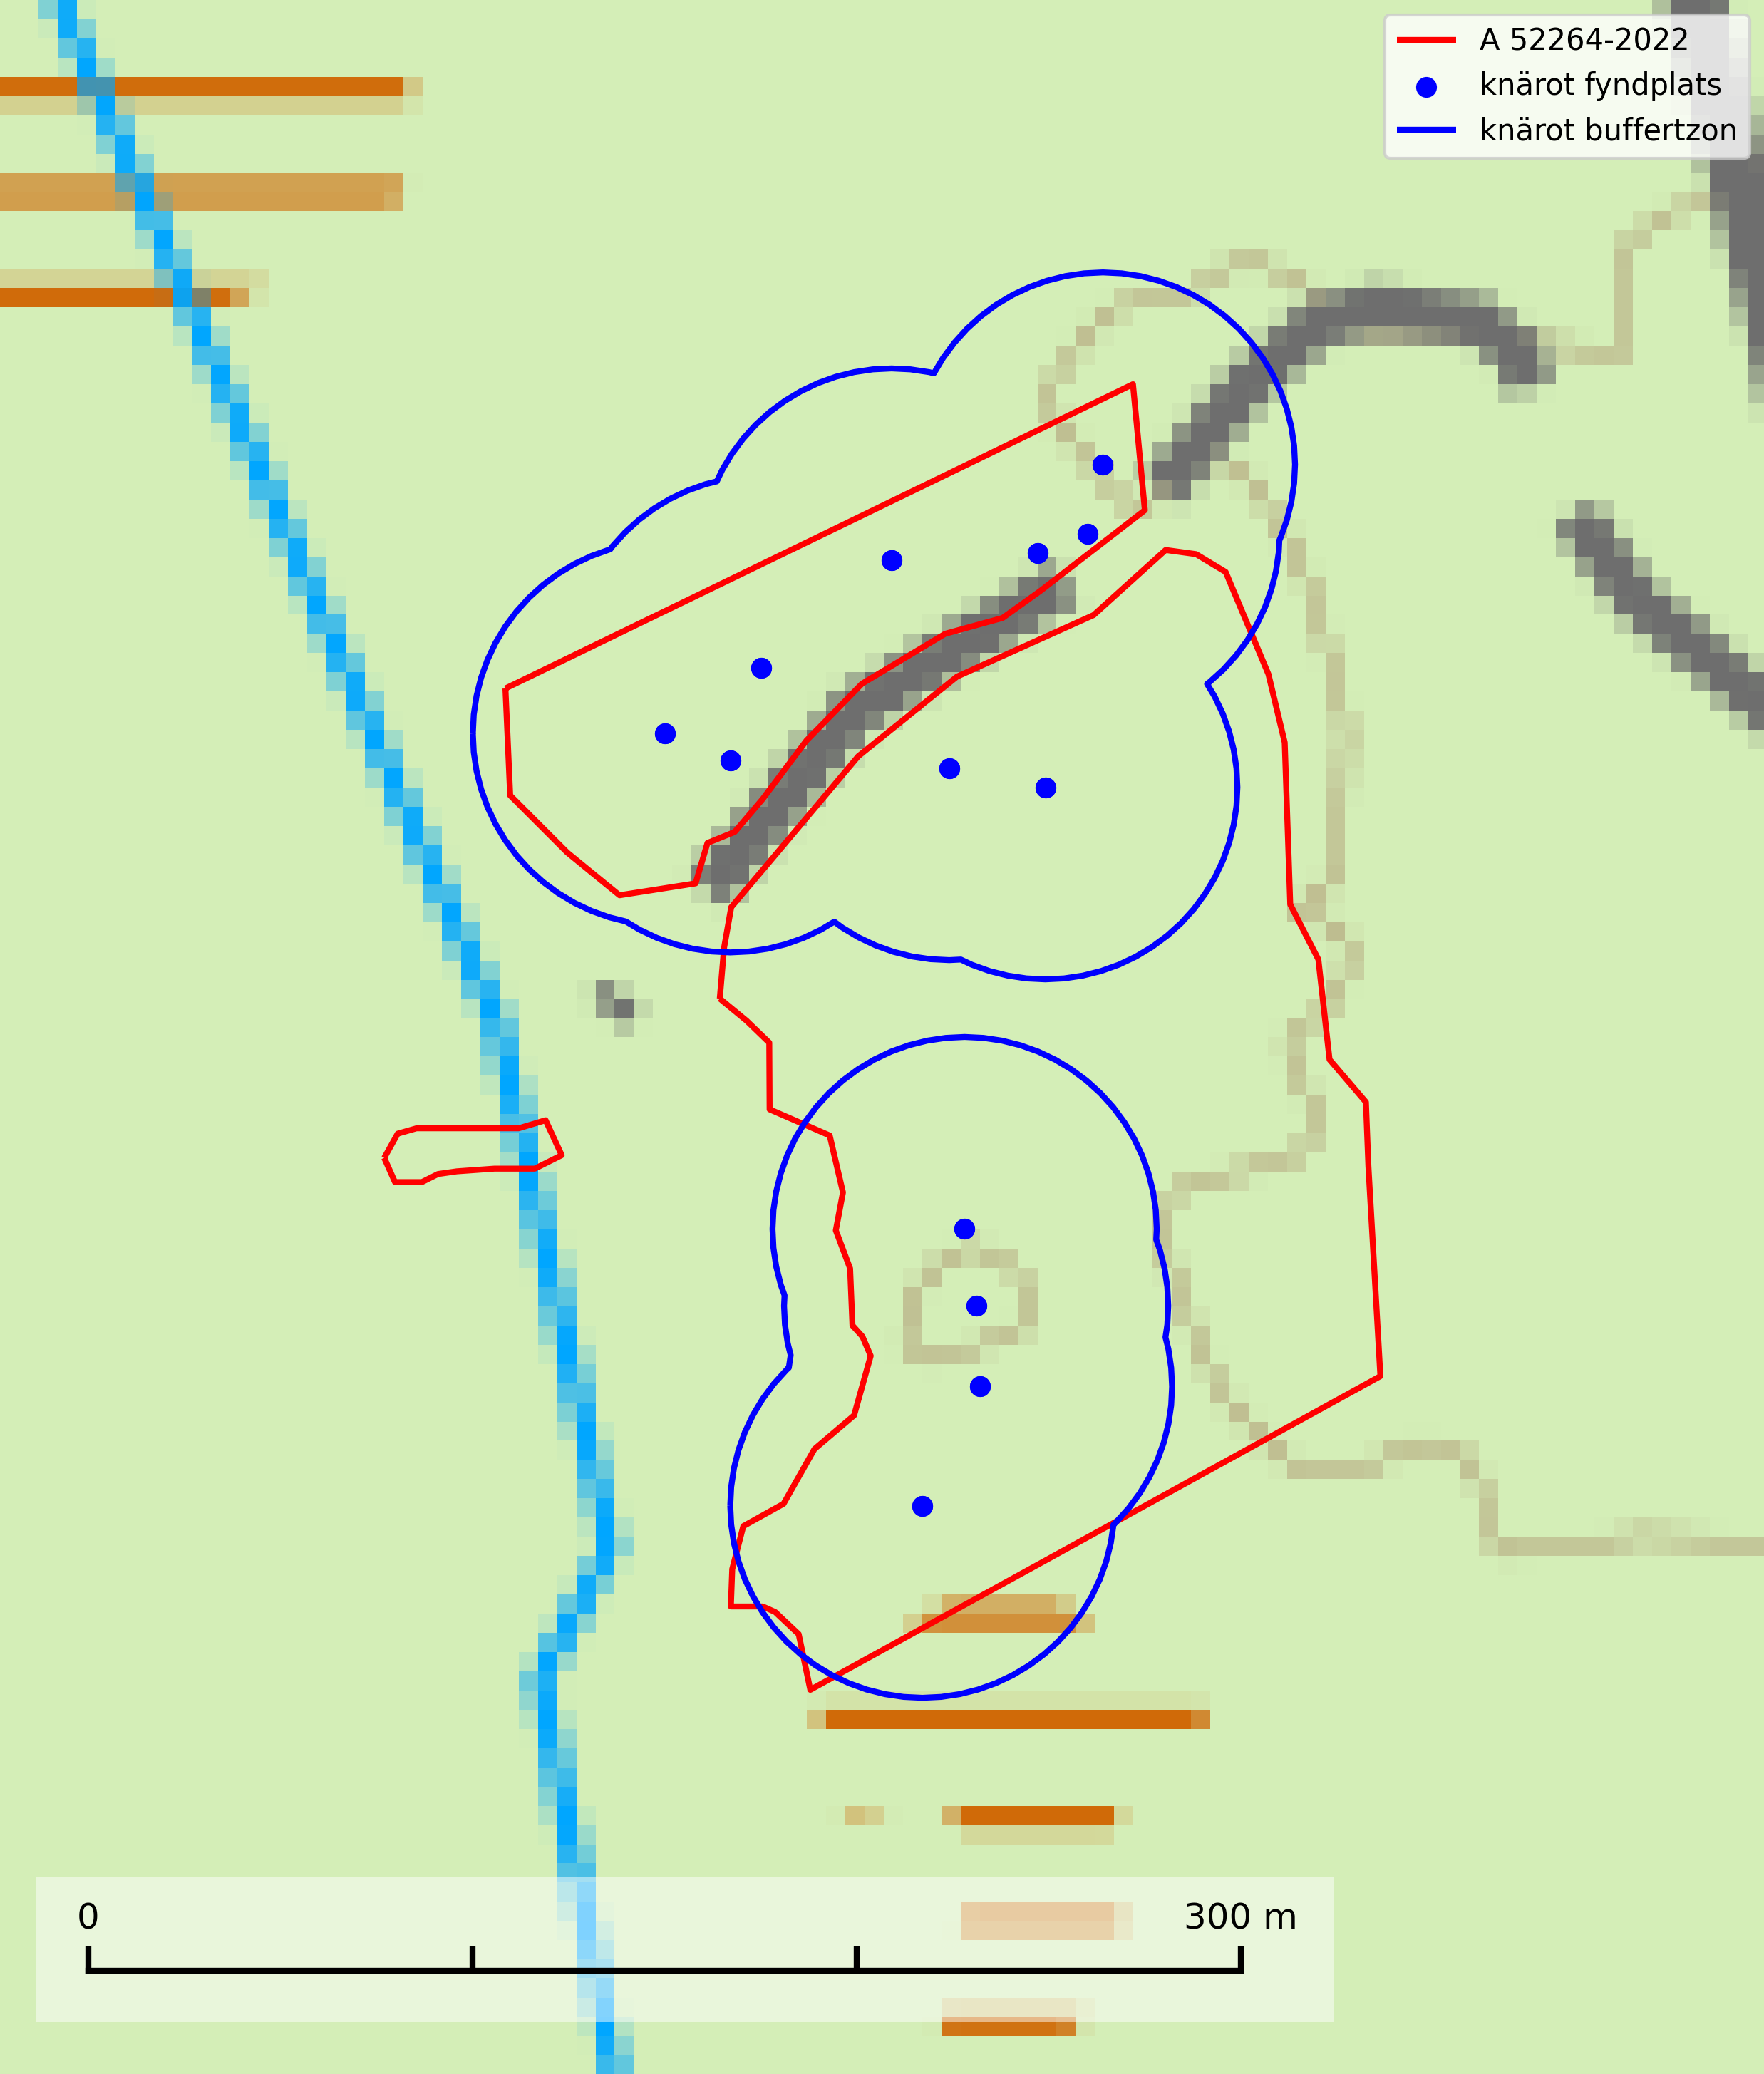 A 52264-2022
knärot fyndplats
knärot buffertzon
0
300 m